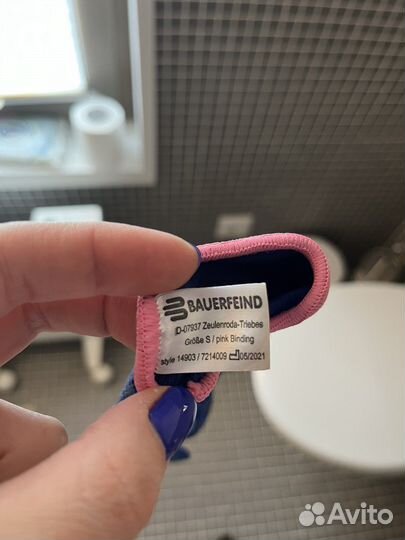 BAUERFEIND
D-07937 Zeulenroda-Triebes
Größe S / pink Binding
style 14903 / 7214009 05/2021
Avito